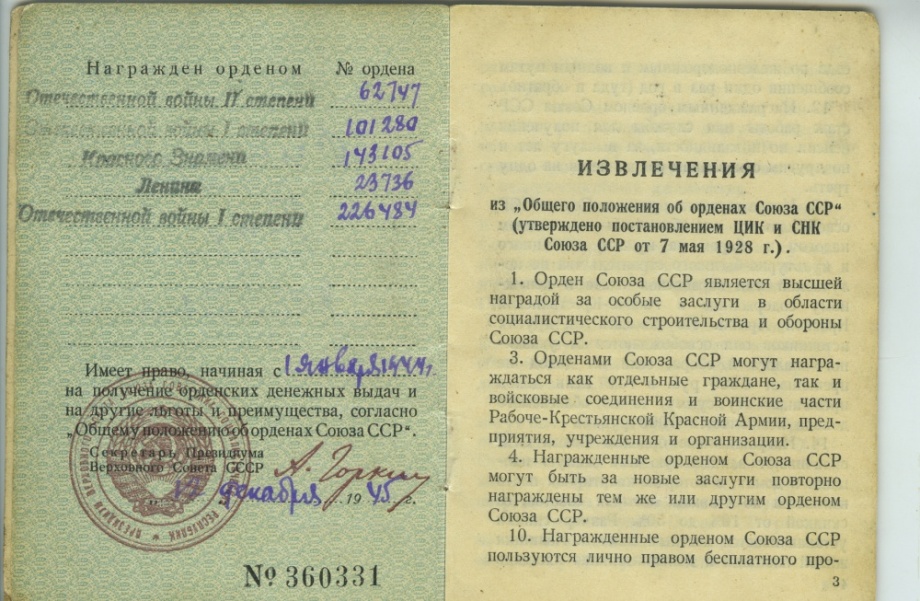 Награжден орденом № ордена
Отечественной войны II степени 62747
Отечественной войны I степени 101280
Красного Знамени 143105
Ленина 23736
Отечественной войны I степени 226484
Имеет право, начиная с 1 января 1944 г.
на получение орденских денежных выдач и
на другие льготы и преимущества, согласно
„Общему положению об орденах Союза ССР“.
Секретарь Президиума
Верховного Совета СССР А. Горкин
декабря 1945 г.
№ 360331
ИЗВЛЕЧЕНИЯ
из „Общего положения об орденах Союза ССР“
(утверждено постановлением ЦИК и СНК
Союза ССР от 7 мая 1928 г.).
1. Орден Союза ССР является высшей
наградой за особые заслуги в области
социалистического строительства и обороны
Союза ССР.
3. Орденами Союза ССР могут награ-
ждаться как отдельные граждане, так и
войсковые соединения и воинские части
Рабоче-Крестьянской Красной Армии, пред-
приятия, учреждения и организации.
4. Награжденные орденом Союза ССР
могут быть за новые заслуги повторно
награждены тем же или другим орденом
Союза ССР.
10. Награжденные орденом Союза ССР
пользуются лично правом бесплатного про-
3